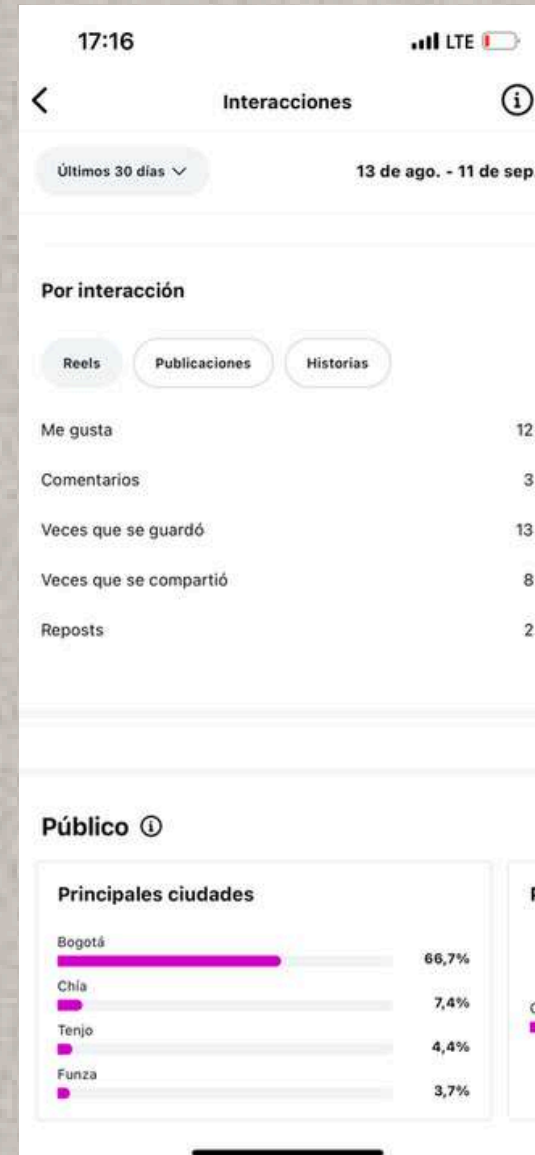 17:16 LTE
Interacciones
Últimos 30 días 13 de ago. - 11 de sep
Por interacción
Reels Publicaciones Historias
Me gusta 12
Comentarios 3
Veces que se guardó 13
Veces que se compartió 8
Reposts 2
Público
Principales ciudades
Bogotá
66,7%
Chía
7,4%
Tenjo
4,4%
Funza
3,7%